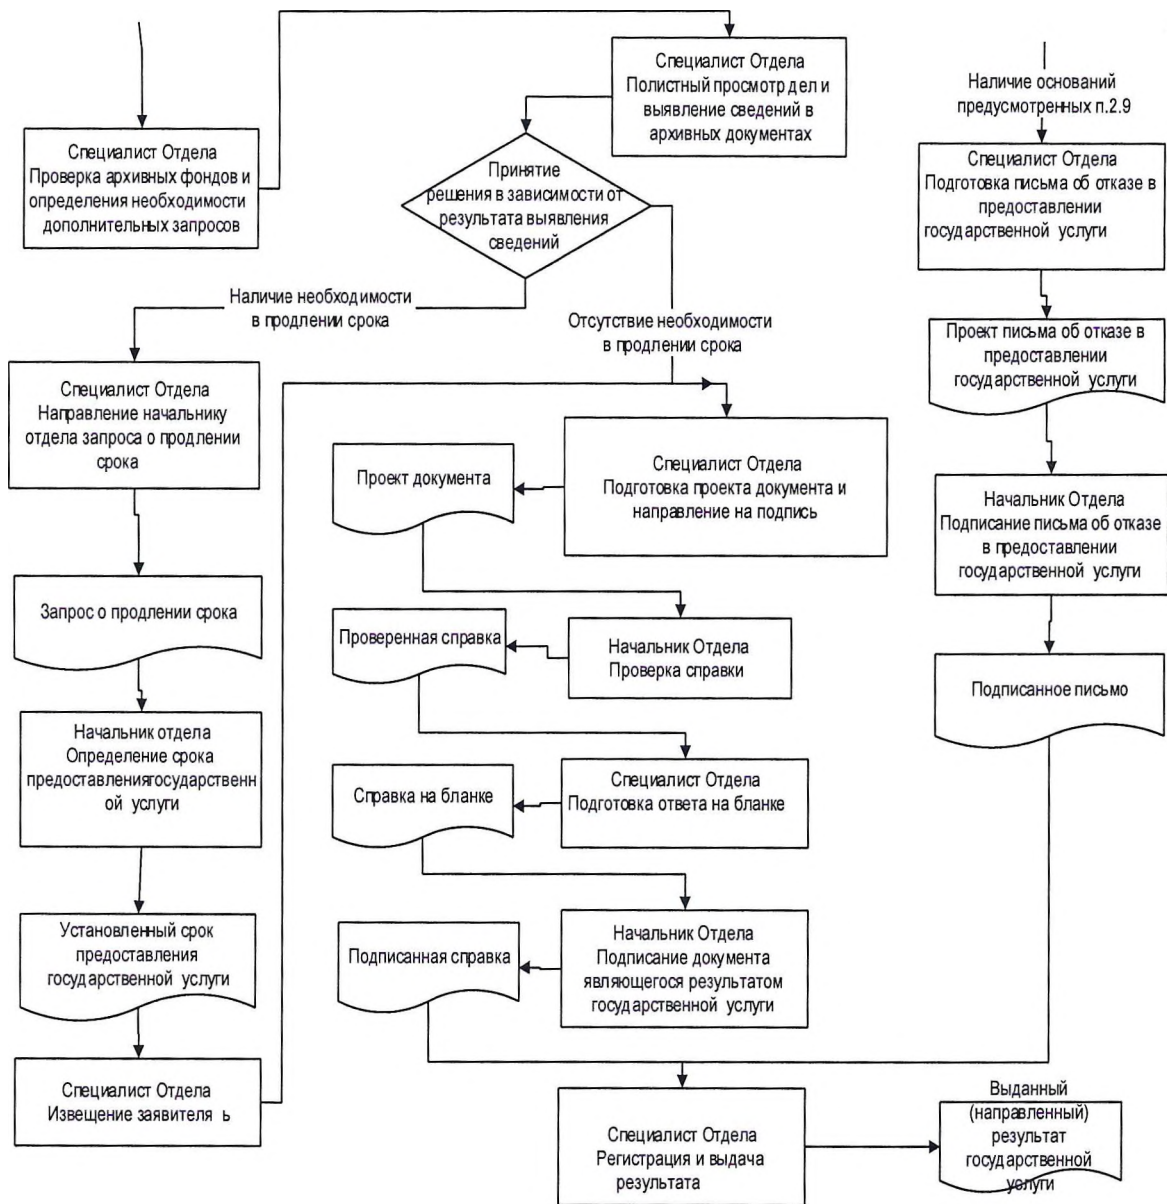 Специалист Отдела
Полистный просмотр дел и
выявление сведений в
архивных документах
Наличие оснований
предусмотренных п.2.9
Специалист Отдела
Проверка архивных фондов и
определения необходимости
дополнительных запросов
Принятие
решения в зависимости от
результата выявления
сведений
Специалист Отдела
Подготовка письма об отказе в
предоставлении
государственной услуги
Наличие необходимости
в продлении срока
Отсутствие необходимости
в продлении срока
Проект письма об отказе в
предоставлении
государственной услуги
Специалист Отдела
Направление начальнику
отдела запроса о продлении
срока
Проект документа
Специалист Отдела
Подготовка проекта документа и
направление на подпись
Начальник Отдела
Подписание письма об отказе
в предоставлении
государственной услуги
Запрос о продлении срока
Проверенная справка
Начальник Отдела
Проверка справки
Подписанное письмо
Начальник отдела
Определение срока
предоставлениягосударственн
ой услуги
Справка на бланке
Специалист Отдела
Подготовка ответа на бланке
Установленный срок
предоставления
государственной услуги
Подписанная справка
Начальник Отдела
Подписание документа
являющегося результатом
государственной услуги
Специалист Отдела
Извещение заявителя ь
Специалист Отдела
Регистрация и выдача
результата
Выданный
(направленный)
результат
государственной
услуги